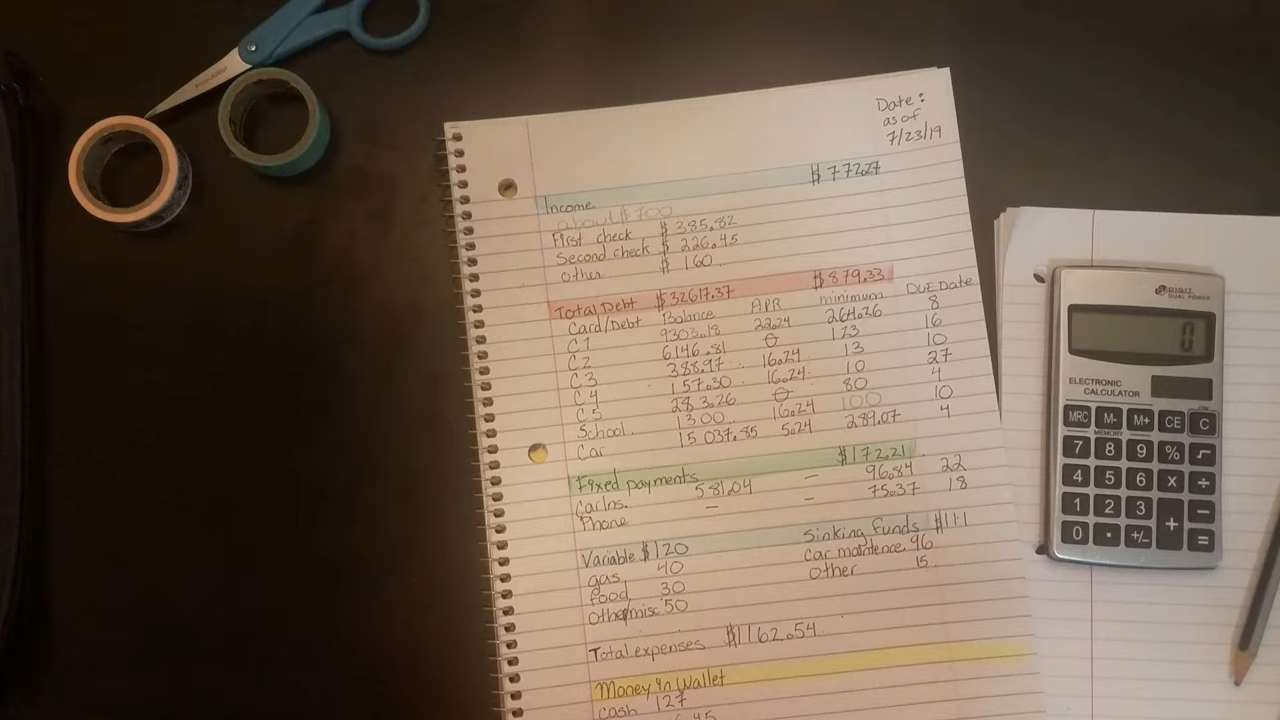 Date:
as of
7/23/19
$772.27
Income
about $700
First check $385.82
Second check $226.45
other $160
Total Debt $32617.37 $879.33
Card/Debt Balance APR minimum DUE Date
C1 9303.18 22.24 264.26 8
C2 6146.81 0 123 16
C3 388.97 16.24 13 10
C4 157.30 16.24 10 27
C5 283.26 0 80 4
School 1300 16.24 100 10
Car 15037.85 5.24 289.07 4
Fixed payments $172.21
Car Ins. 581.04 — 96.84 22
Phone — — 75.37 18
Variable $120
gas 40
food 30
other/misc 50
Sinking funds $111
car maintence 96
other 15
Total expenses $1162.54
Money in Wallet
cash 127
DIGIT
DUAL POWER
0
ELECTRONIC
CALCULATOR
MRC M- M+ CE C
MEMORY
7 8 9 % √
4 5 6 x ÷
1 2 3 + −
0 . +/- =